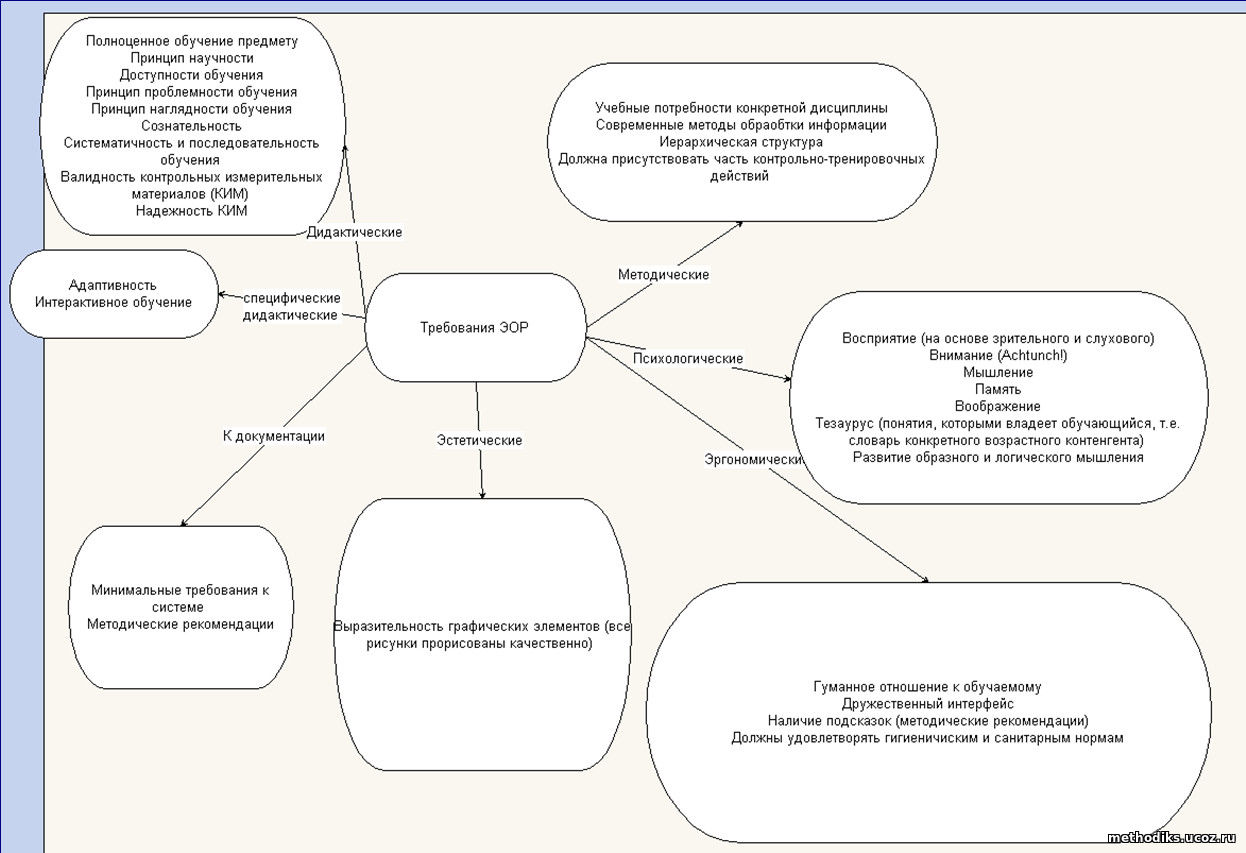 Полноценное обучение предмету
Принцип научности
Доступности обучения
Принцип проблемности обучения
Принцип наглядности обучения
Сознательность
Систематичность и последовательность
обучения
Валидность контрольных измерительных
материалов (КИМ)
Надежность КИМ
Учебные потребности конкретной дисциплины
Современные методы обраобтки информации
Иерархическая структура
Должна присутствовать часть контрольно-тренировочных
действий
Дидактические
Методические
Адаптивность
Интерактивное обучение
специфические
дидактические
Требования ЭОР
Психологические
Восприятие (на основе зрительного и слухового)
Внимание (Achtunch!)
Мышление
Память
Воображение
Тезаурус (понятия, которыми владеет обучающийся, т.е.
словарь конкретного возрастного контенгента)
Развитие образного и логического мышления
К документации
Эстетические
Эргономически
Минимальные требования к
системе
Методические рекомендации
Выразительность графических элементов (все
рисунки прорисованы качественно)
Гуманное отношение к обучаемому
Дружественный интерфейс
Наличие подсказок (методические рекомендации)
Должны удовлетворять гигиеничиским и санитарным нормам
methodiks.ucoz.ru